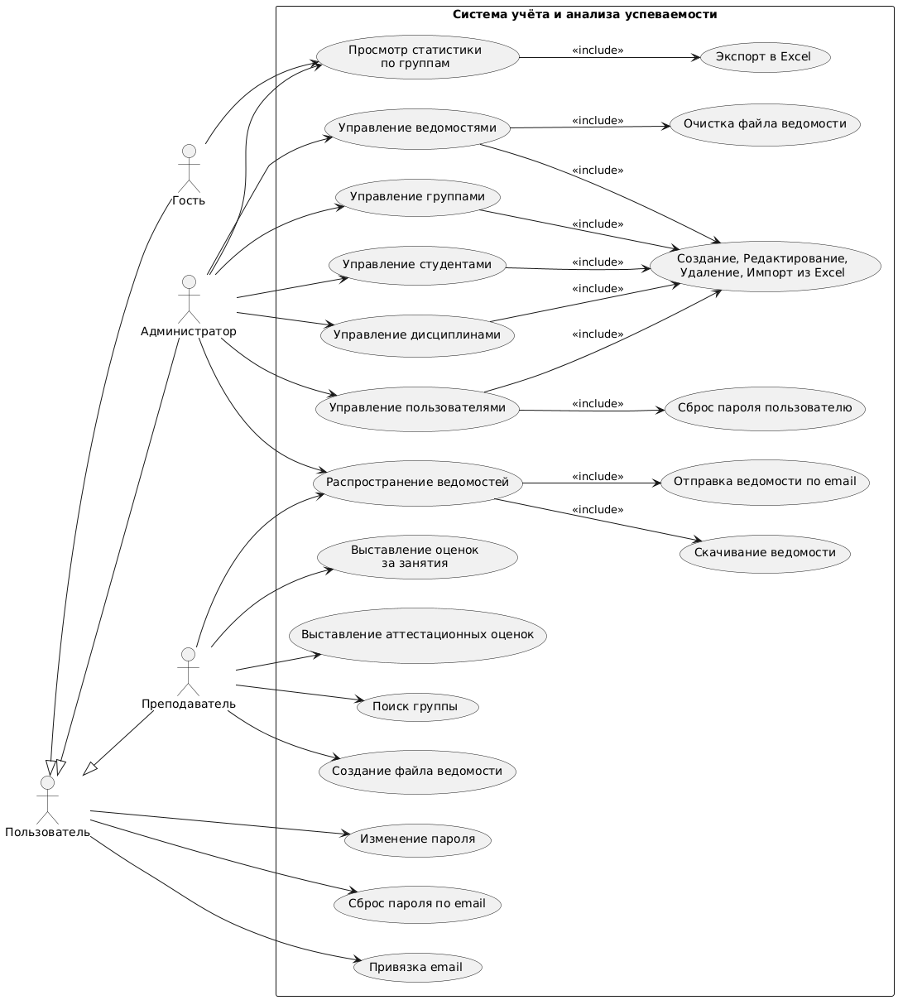 Система учёта и анализа успеваемости
Просмотр статистики
по группам
«include»
Экспорт в Excel
Управление ведомостями
«include»
Очистка файла ведомости
Гость
«include»
Управление группами
«include»
Создание, Редактирование,
Удаление, Импорт из Excel
Управление студентами
«include»
Администратор
Управление дисциплинами
«include»
«include»
Управление пользователями
«include»
Сброс пароля пользователю
Распространение ведомостей
«include»
Отправка ведомости по email
«include»
Скачивание ведомости
Выставление оценок
за занятия
Выставление аттестационных оценок
Преподаватель
Поиск группы
Создание файла ведомости
Пользователь
Изменение пароля
Сброс пароля по email
Привязка email